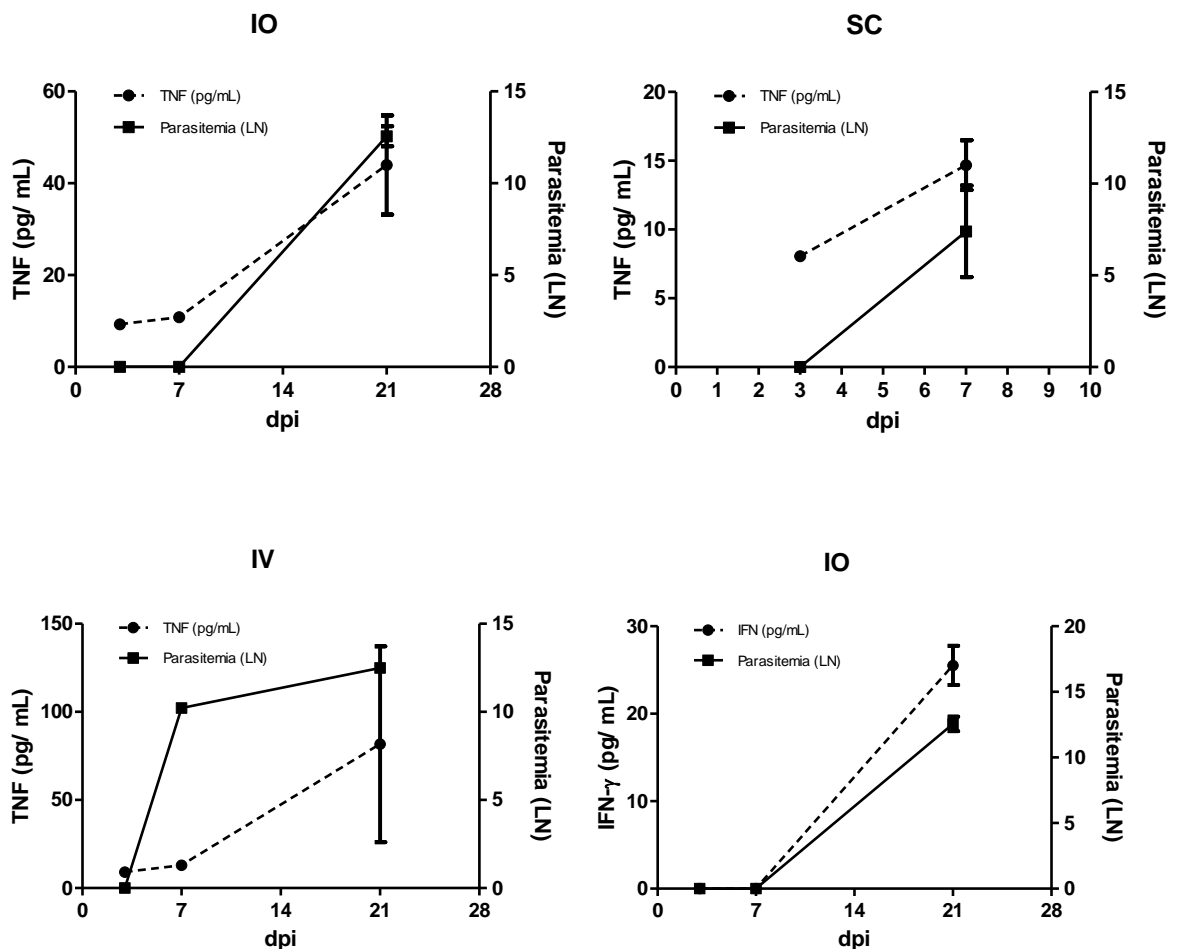 IO
TNF (pg/mL)
Parasitemia (LN)
60
40
20
0
15
10
5
0
0 7 14 21 28
TNF (pg/ mL)
Parasitemia (LN)
dpi
SC
TNF (pg/mL)
Parasitemia (LN)
20
15
10
5
0
15
10
5
0
0 1 2 3 4 5 6 7 8 9 10
TNF (pg/ mL)
Parasitemia (LN)
dpi
IV
TNF (pg/mL)
Parasitemia (LN)
150
100
50
0
15
10
5
0
0 7 14 21 28
TNF (pg/ mL)
Parasitemia (LN)
dpi
IO
IFN (pg/mL)
Parasitemia (LN)
30
20
10
0
20
15
10
5
0
0 7 14 21 28
IFN-γ (pg/ mL)
Parasitemia (LN)
dpi